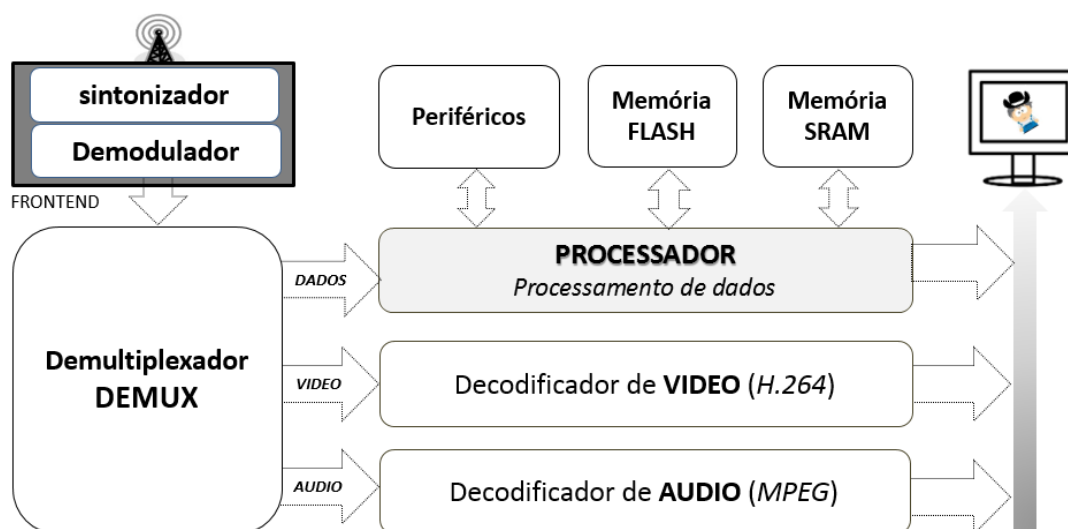 sintonizador
Demodulador
FRONTEND
Periféricos
Memória
FLASH
Memória
SRAM
PROCESSADOR
Processamento de dados
DADOS
Demultiplexador
DEMUX
VIDEO
Decodificador de VIDEO (H.264)
AUDIO
Decodificador de AUDIO (MPEG)